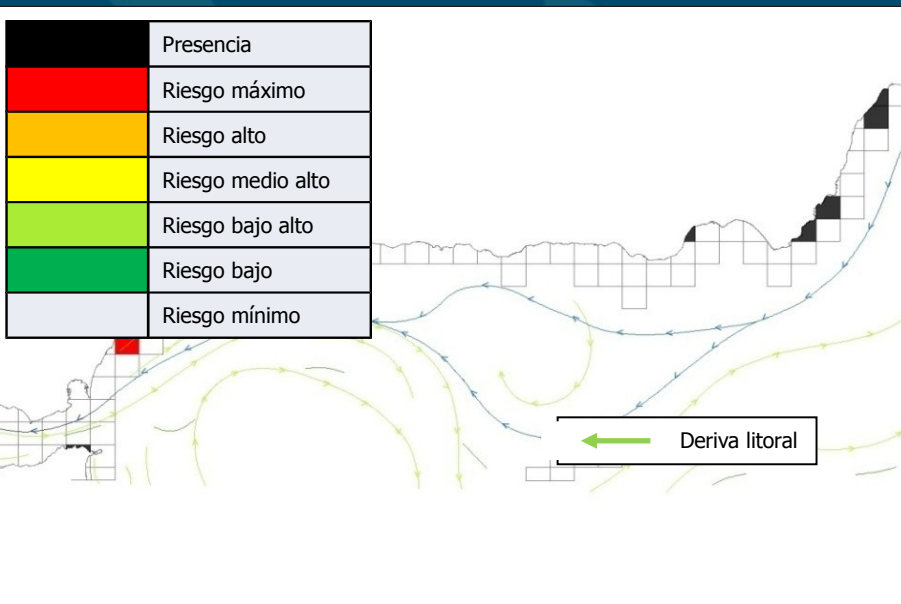 Presencia
Riesgo máximo
Riesgo alto
Riesgo medio alto
Riesgo bajo alto
Riesgo bajo
Riesgo mínimo
Deriva litoral